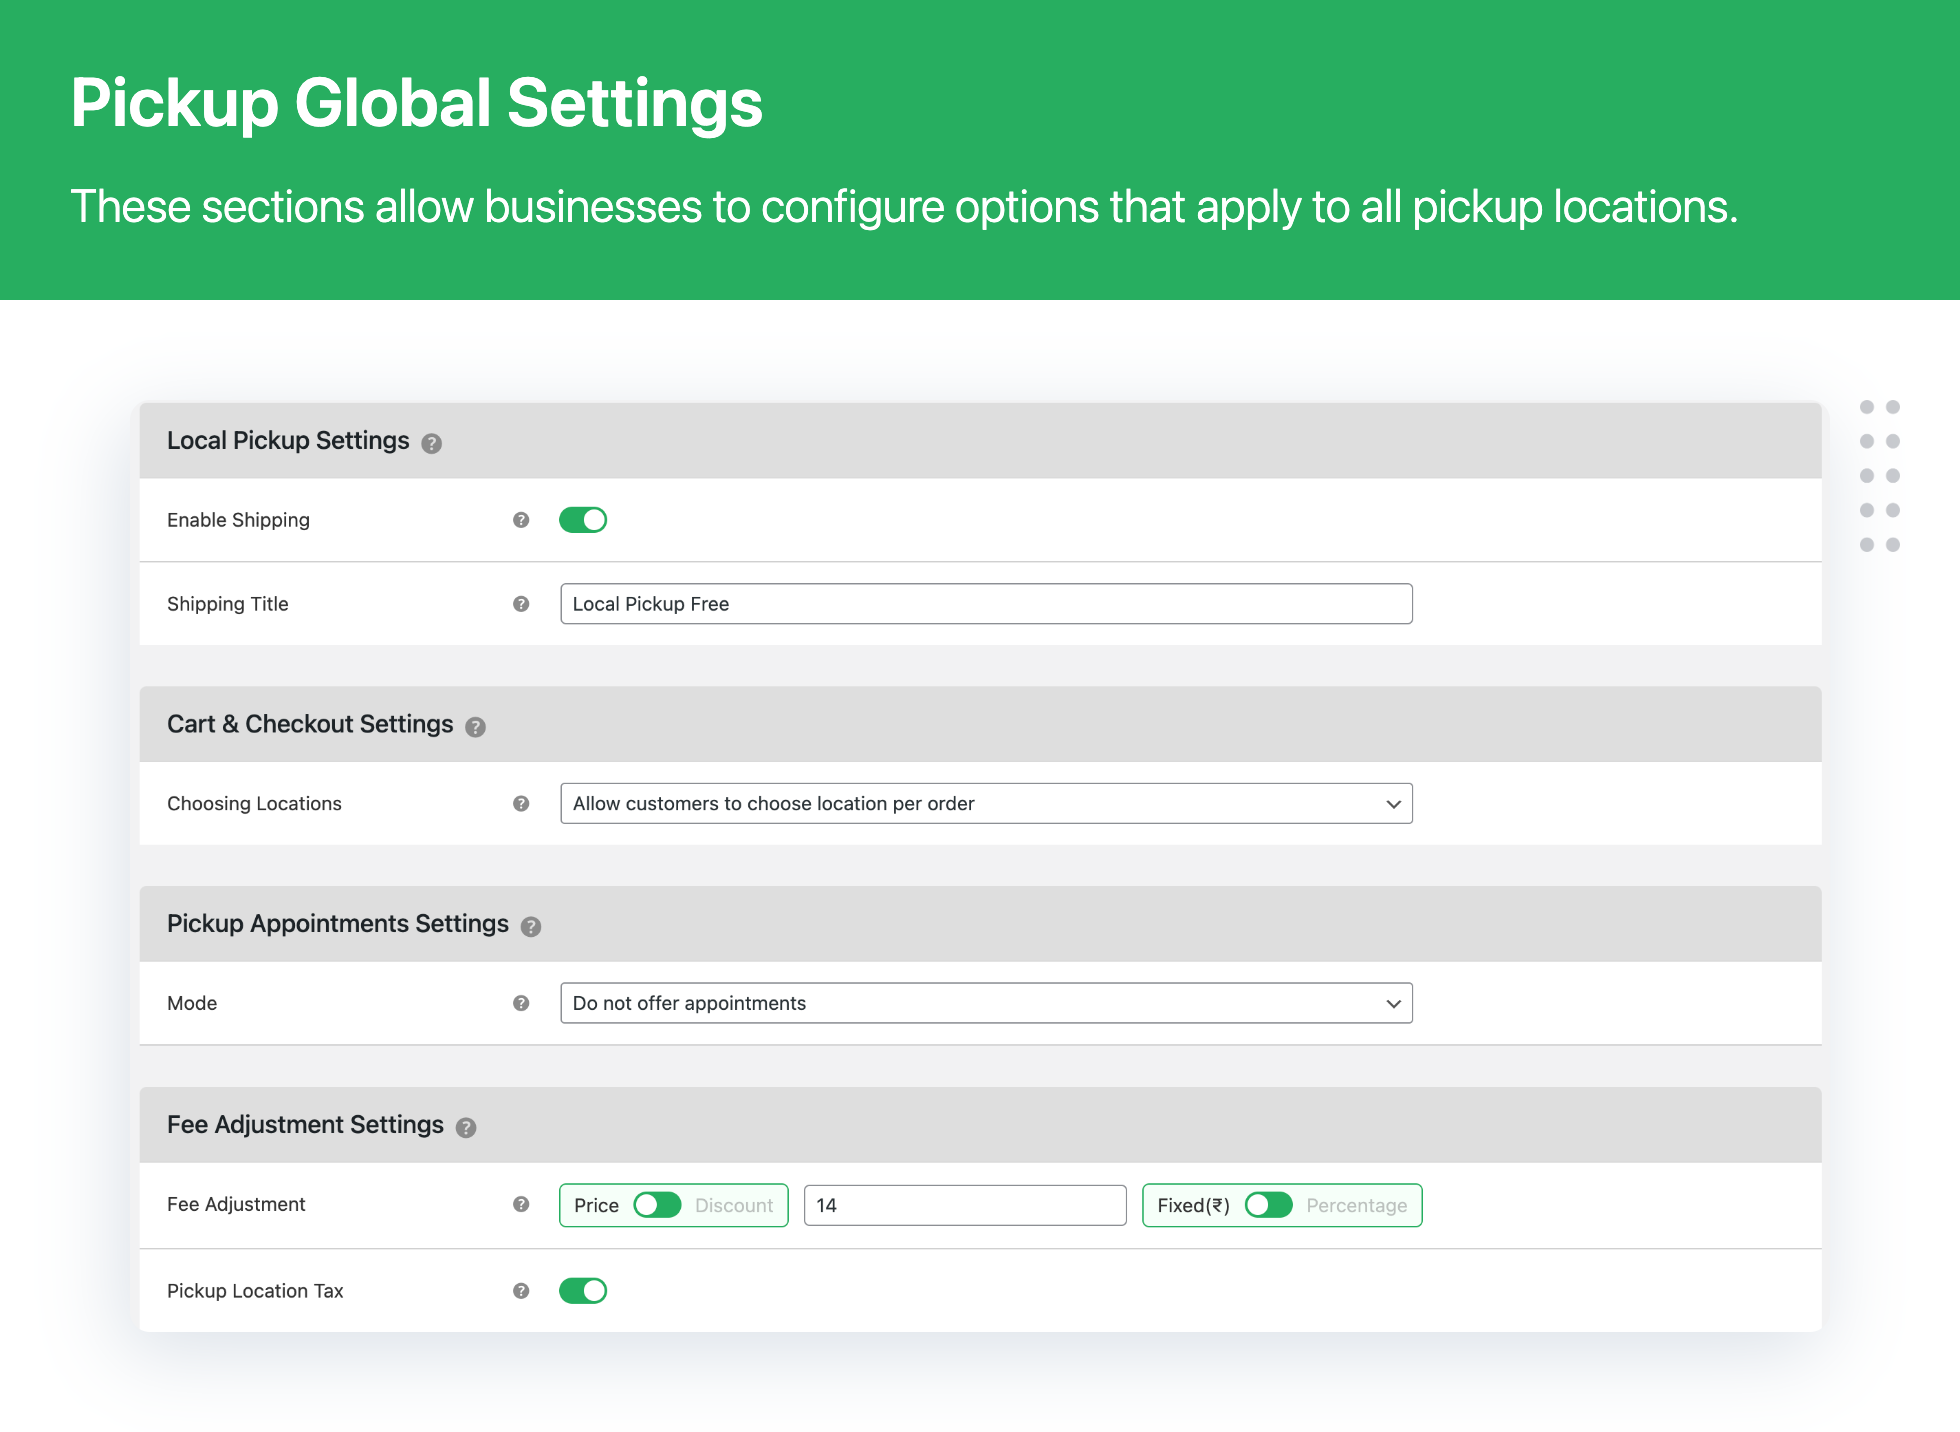 Pickup Global Settings
These sections allow businesses to configure options that apply to all pickup locations.
Local Pickup Settings ?
Enable Shipping ?
Shipping Title ? Local Pickup Free
Cart & Checkout Settings ?
Choosing Locations ? Allow customers to choose location per order
Pickup Appointments Settings ?
Mode ? Do not offer appointments
Fee Adjustment Settings ?
Fee Adjustment ? Price Discount 14 Fixed(₹) Percentage
Pickup Location Tax ?